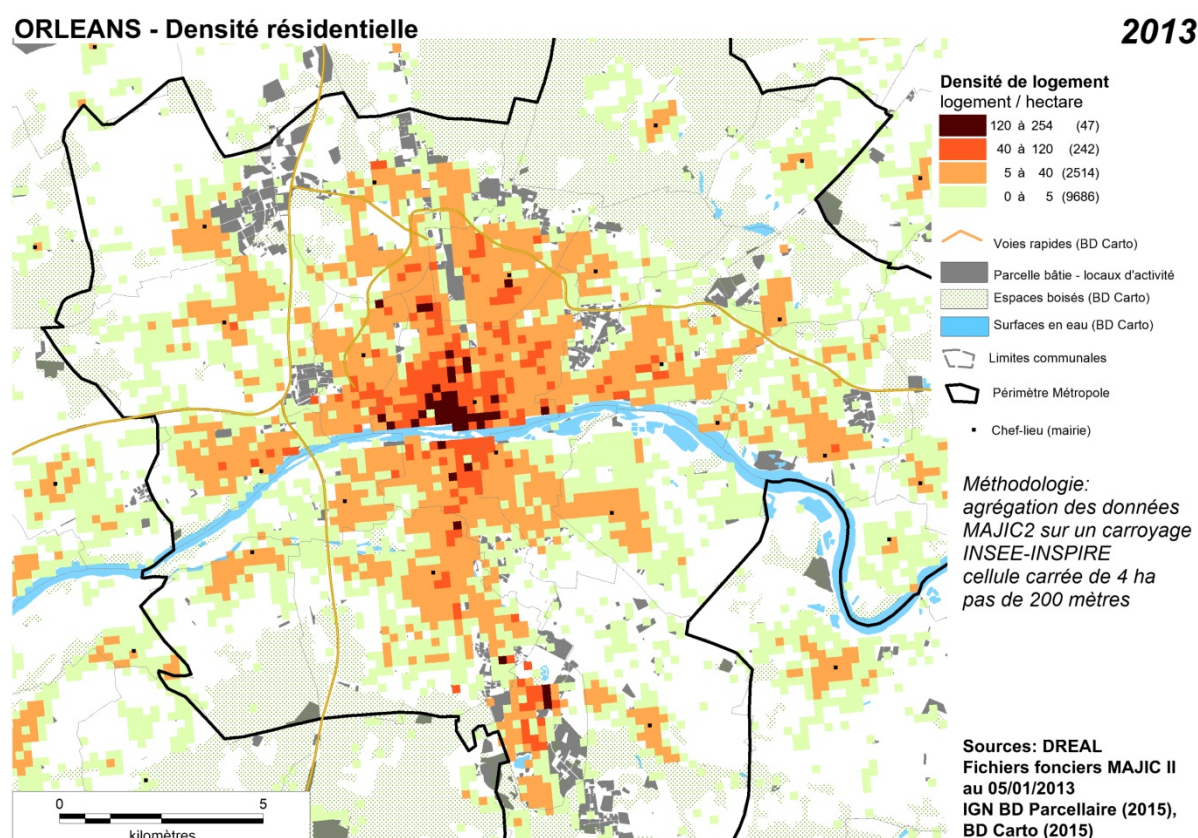 ORLEANS - Densité résidentielle
2013
Densité de logement
logement / hectare
120 à 254 (47)
40 à 120 (242)
5 à 40 (2514)
0 à 5 (9686)
Voies rapides (BD Carto)
Parcelle bâtie - locaux d'activité
Espaces boisés (BD Carto)
Surfaces en eau (BD Carto)
Limites communales
Périmètre Métropole
Chef-lieu (mairie)
Méthodologie:
agrégation des données
MAJIC2 sur un carroyage
INSEE-INSPIRE
cellule carrée de 4 ha
pas de 200 mètres
Sources: DREAL
Fichiers fonciers MAJIC II
au 05/01/2013
IGN BD Parcellaire (2015),
BD Carto (2015)
0 5
kilomètres